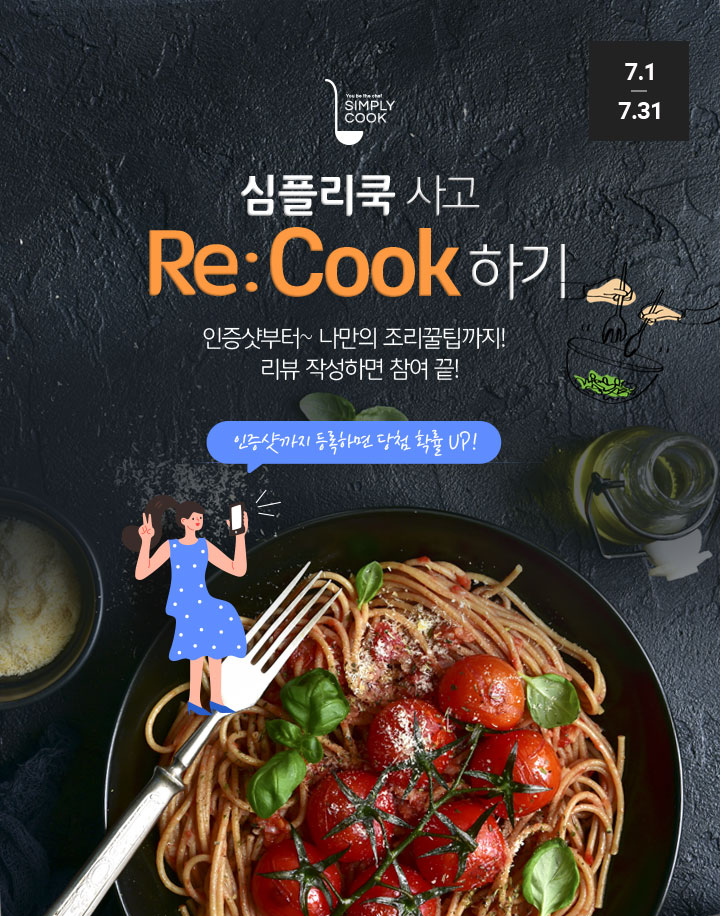 7.1
7.31
You be the chef
SIMPLY
COOK
심플리쿡 사고
Re:Cook 하기
인증샷부터~ 나만의 조리꿀팁까지!
리뷰 작성하면 참여 끝!
인증샷까지 등록하면 당첨 확률 UP!